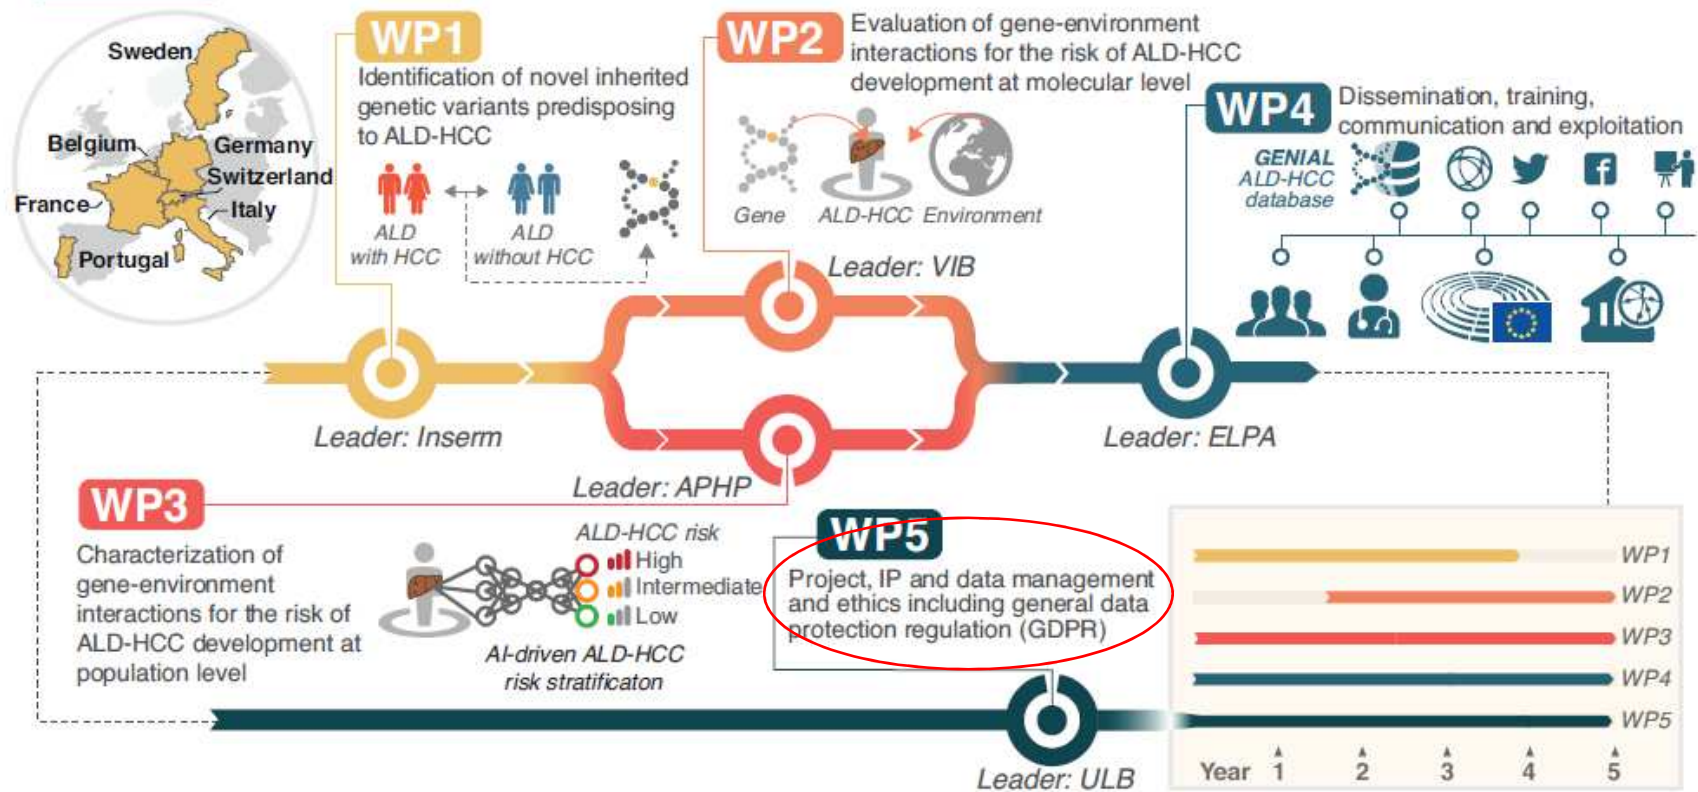 Sweden
Belgium
Germany
Switzerland
France
Italy
Portugal
WP1
Identification of novel inherited
genetic variants predisposing
to ALD-HCC
ALD
with HCC
ALD
without HCC
Leader: Inserm
WP2
Evaluation of gene-environment
interactions for the risk of ALD-HCC
development at molecular level
Gene
ALD-HCC
Environment
Leader: VIB
WP4
Dissemination, training,
communication and exploitation
GENIAL
ALD-HCC
database
Leader: ELPA
WP3
Leader: APHP
Characterization of
gene-environment
interactions for the risk of
ALD-HCC development at
population level
ALD-HCC risk
High
Intermediate
Low
AI-driven ALD-HCC
risk stratificaton
WP5
Project, IP and data management
and ethics including general data
protection regulation (GDPR)
Leader: ULB
WP1
WP2
WP3
WP4
WP5
Year 1 2 3 4 5